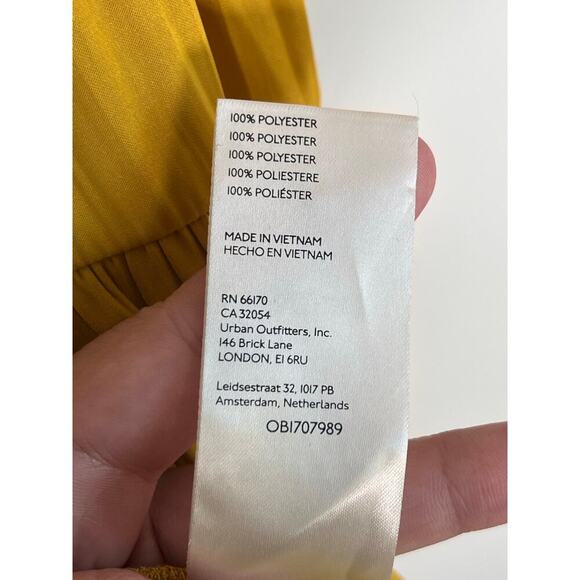 100% POLYESTER
100% POLYESTER
100% POLYESTER
100% POLIESTERE
100% POLIÉSTER
MADE IN VIETNAM
HECHO EN VIETNAM
RN 66170
CA 32054
Urban Outfitters, Inc.
146 Brick Lane
LONDON, E1 6RU
Leidsestraat 32, 1017 PB
Amsterdam, Netherlands
OB1707989